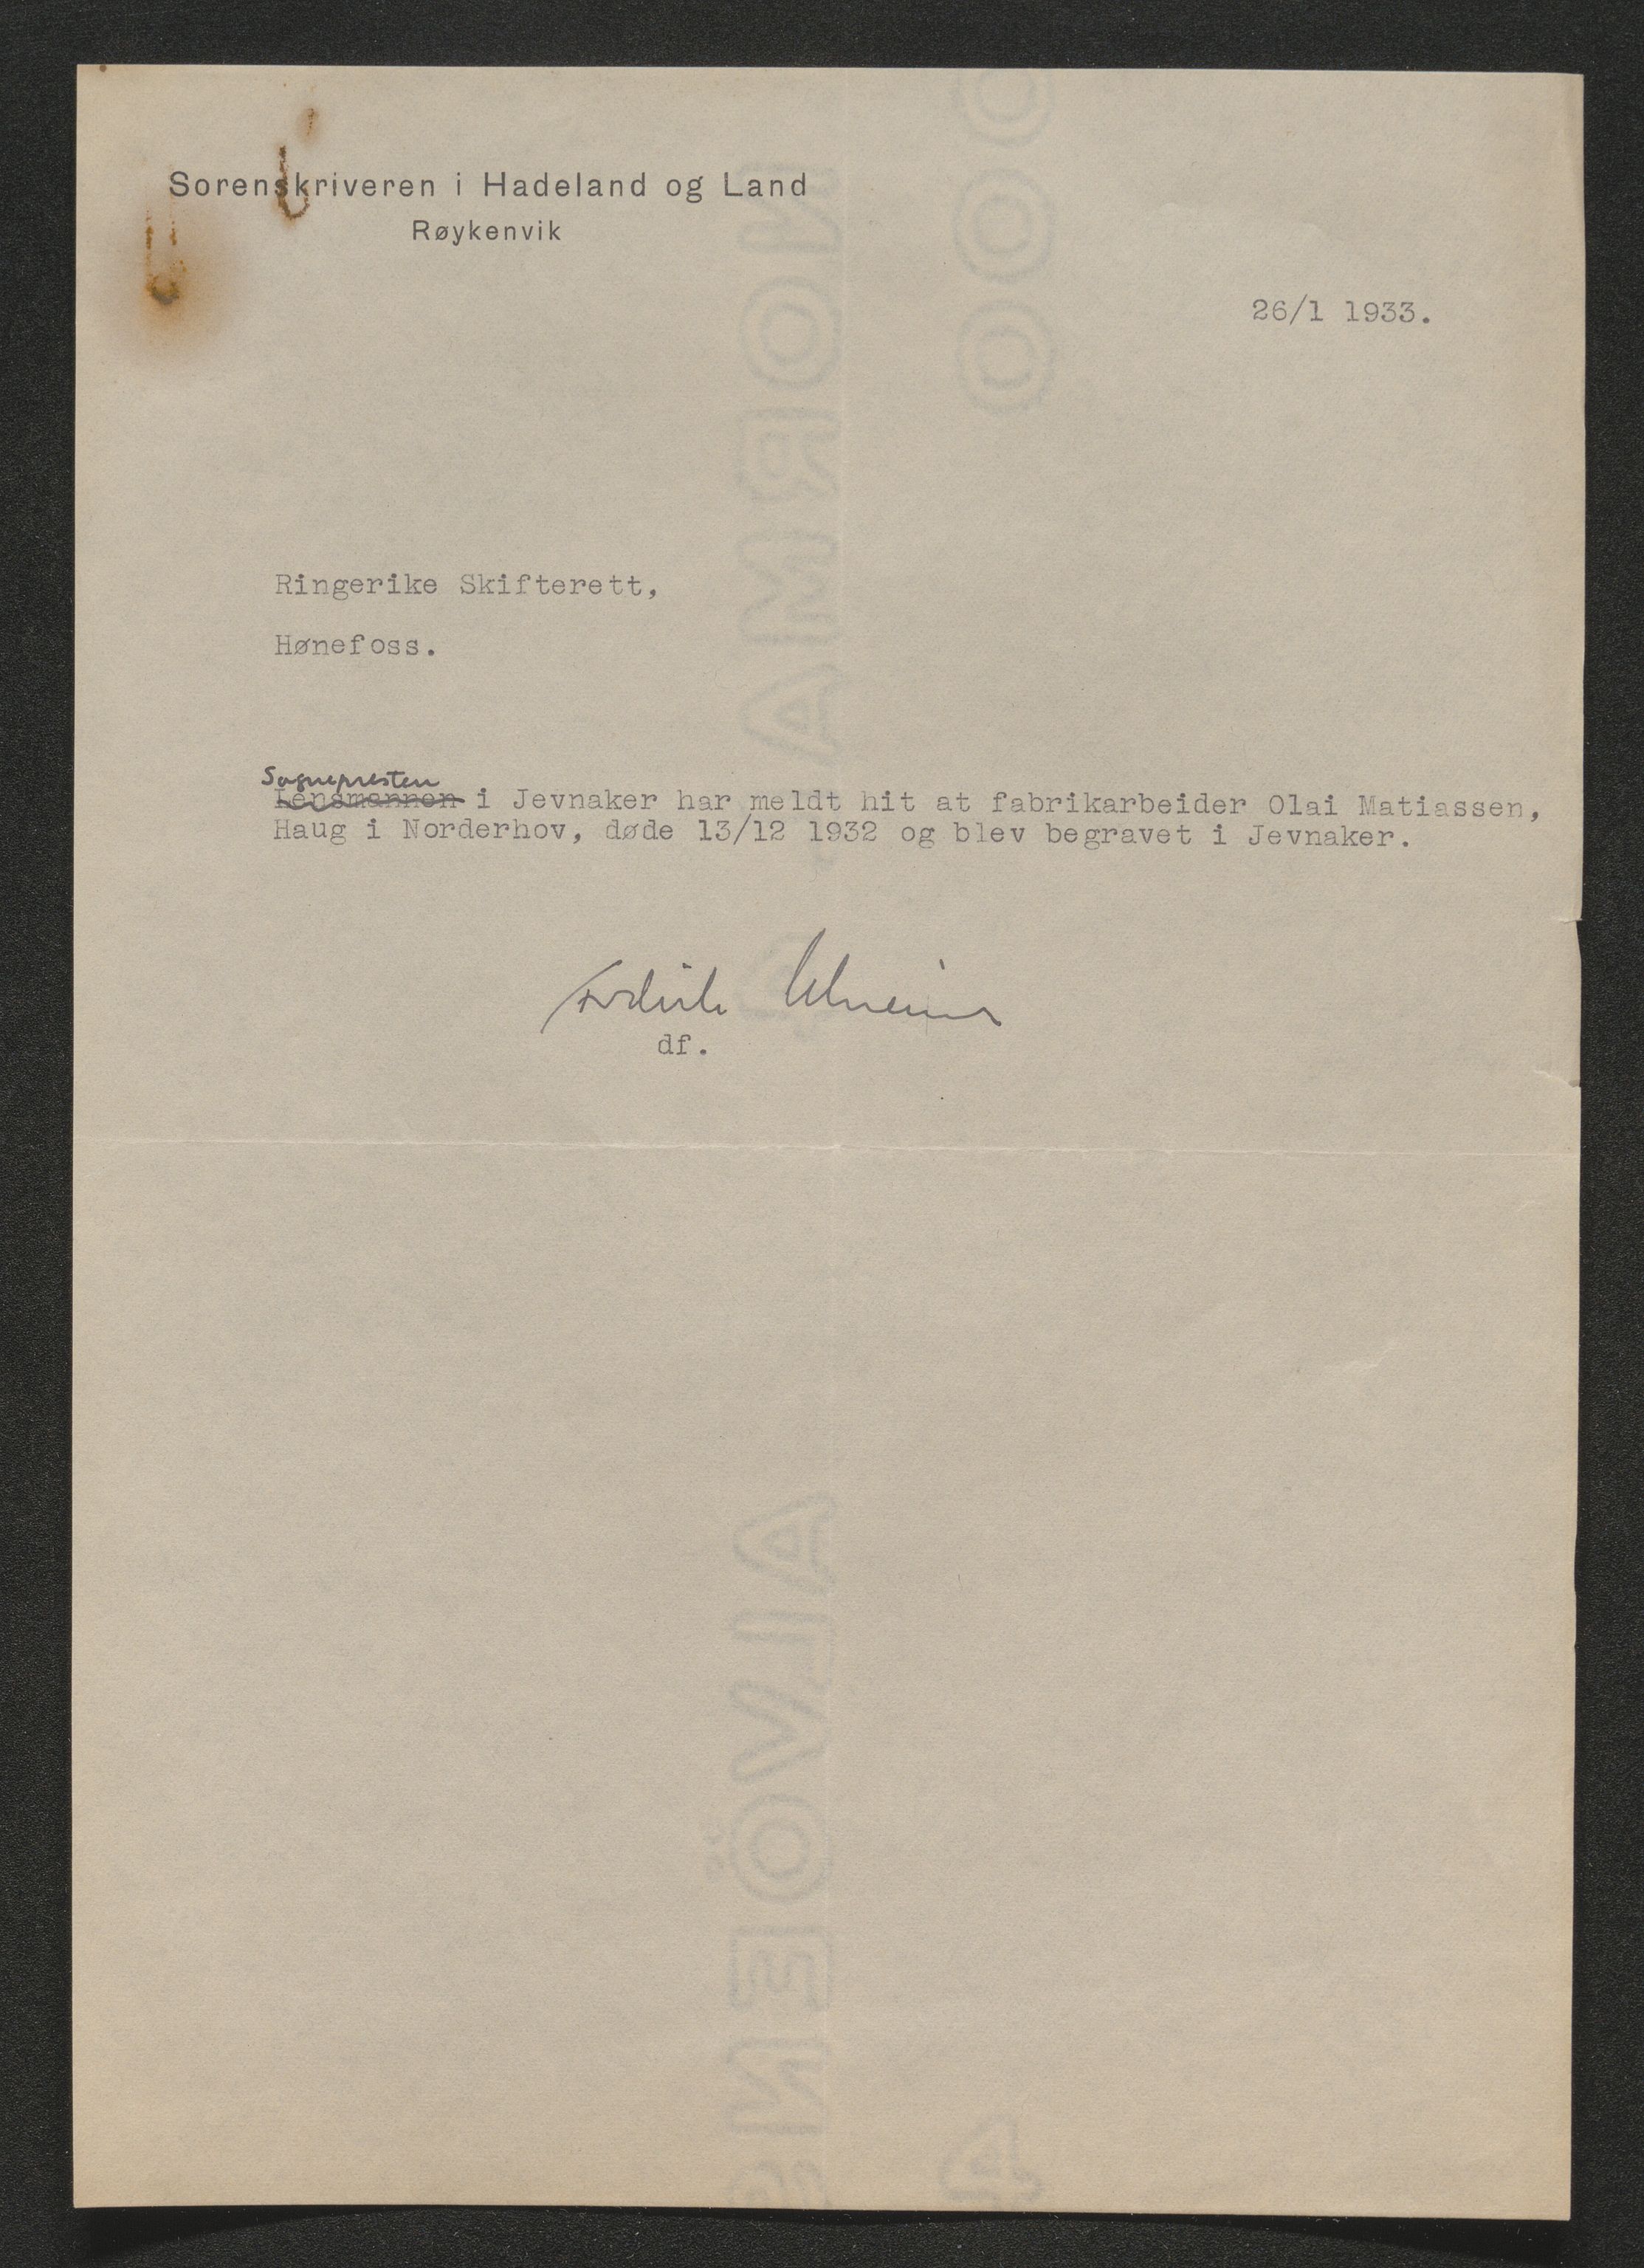 Sorenskriveren i Hadeland og Land
Røykenvik
26/1 1933.
Ringerike Skifterett,
Hønefoss.
Sognepresten
Lensmannen i Jevnaker har meldt hit at fabrikarbeider Olai Matiassen,
Haug i Norderhov, døde 13/12 1932 og blev begravet i Jevnaker.
df.